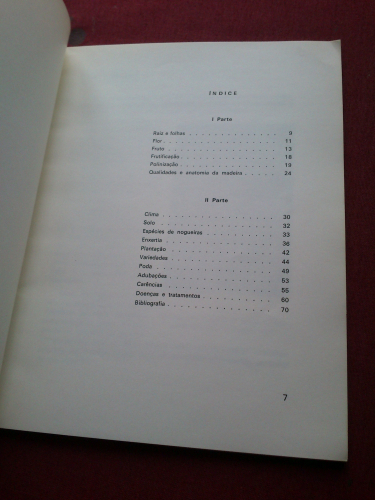 ÍNDICE
I Parte
Raiz e folhas . . . . . . . . . . . . 9
Flor . . . . . . . . . . . . 11
Fruto . . . . . . . . . . . . 13
Frutificação . . . . . . . . . . . . 18
Polinização . . . . . . . . . . . . 19
Qualidades e anatomia da madeira . . . . . . 24
II Parte
Clima . . . . . . . . . . . . 30
Solo . . . . . . . . . . . . 32
Espécies de nogueiras . . . . . . . . . 33
Enxertia . . . . . . . . . . . . 36
Plantação . . . . . . . . . . . . 42
Variedades . . . . . . . . . . . . 44
Poda . . . . . . . . . . . . 49
Adubações . . . . . . . . . . . . 53
Carências . . . . . . . . . . . . 55
Doenças e tratamentos . . . . . . . . . 60
Bibliografia . . . . . . . . . . . . 70
7